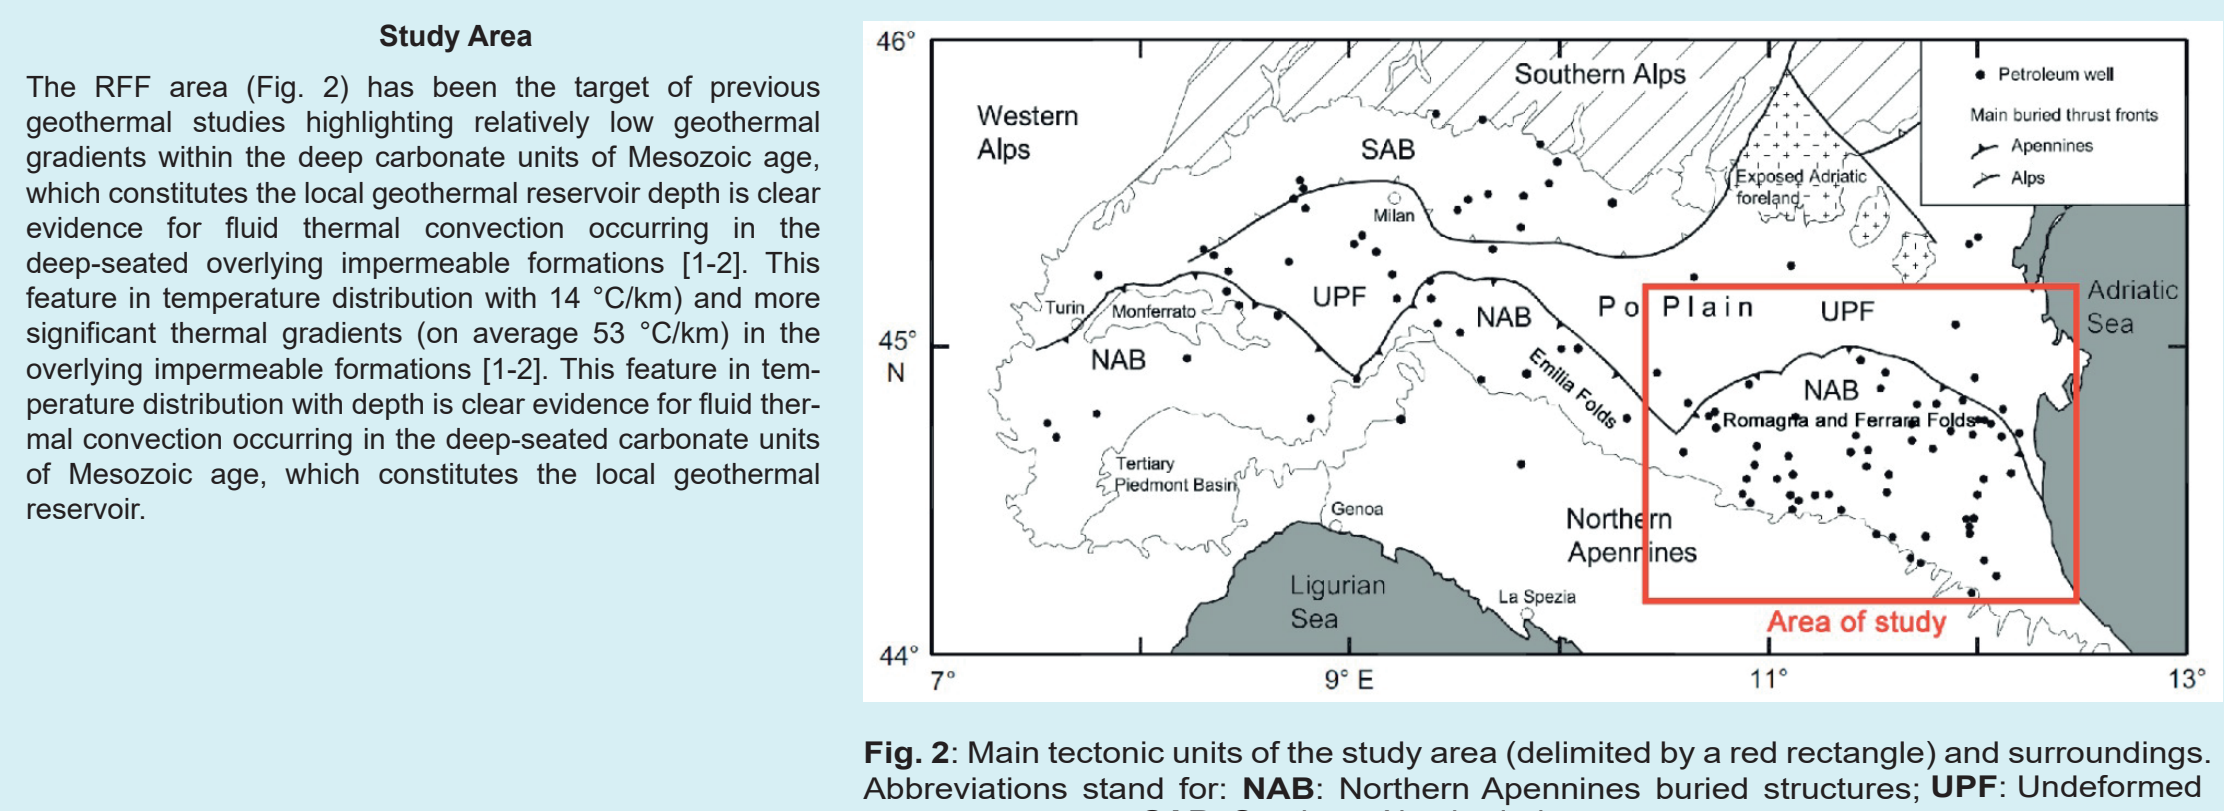 Study Area
The RFF area (Fig. 2) has been the target of previous
geothermal studies highlighting relatively low geothermal
gradients within the deep carbonate units of Mesozoic age,
which constitutes the local geothermal reservoir depth is clear
evidence for fluid thermal convection occurring in the
deep-seated overlying impermeable formations [1-2]. This
feature in temperature distribution with 14 °C/km) and more
significant thermal gradients (on average 53 °C/km) in the
overlying impermeable formations [1-2]. This feature in tem-
perature distribution with depth is clear evidence for fluid ther-
mal convection occurring in the deep-seated carbonate units
of Mesozoic age, which constitutes the local geothermal
reservoir.
46°
Southern Alps
Petroleum well
Main buried thrust fronts
Apennines
Alps
Western
Alps
SAB
Exposed Adriatic
foreland
Milan
UPF
NAB
Po Plain
UPF
Adriatic
Sea
Turin
Monferrato
45°
N
NAB
Emilia Folds
NAB
Romagna and Ferrara Folds
Tertiary
Piedmont Basin
Genoa
Northern
Apennines
Ligurian
Sea
La Spezia
Area of study
44°
7°
9° E
11°
13°
Fig. 2: Main tectonic units of the study area (delimited by a red rectangle) and surroundings.
Abbreviations stand for: NAB: Northern Apennines buried structures; UPF: Undeformed